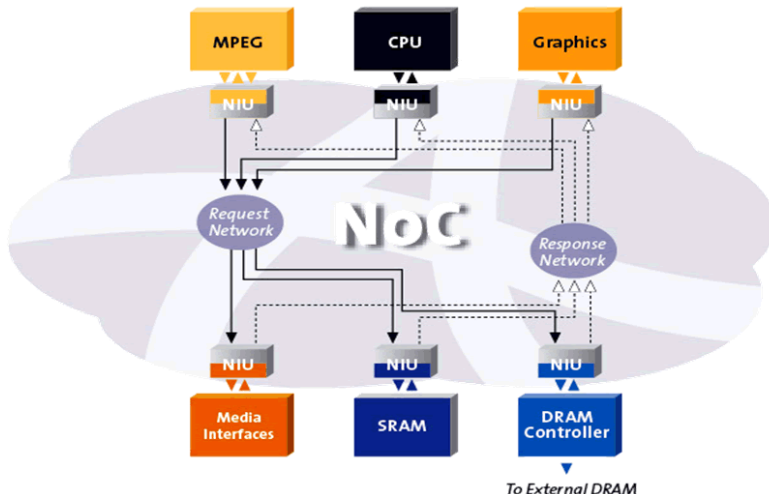 MPEG
CPU
Graphics
NIU
NIU
NIU
Request
Network
NoC
Response
Network
NIU
NIU
NIU
Media
Interfaces
SRAM
DRAM
Controller
To External DRAM